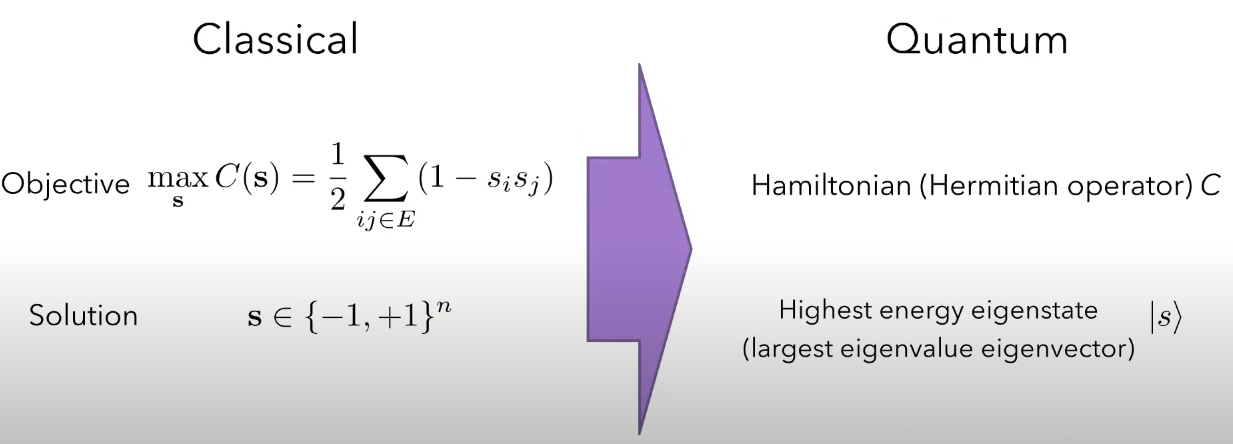 Classical
Quantum
Objective max_s C(s) = 1/2 ∑_{ij∈E} (1 − s_i s_j)
Hamiltonian (Hermitian operator) C
Solution s ∈ {−1, +1}^n
Highest energy eigenstate |s⟩
(largest eigenvalue eigenvector)